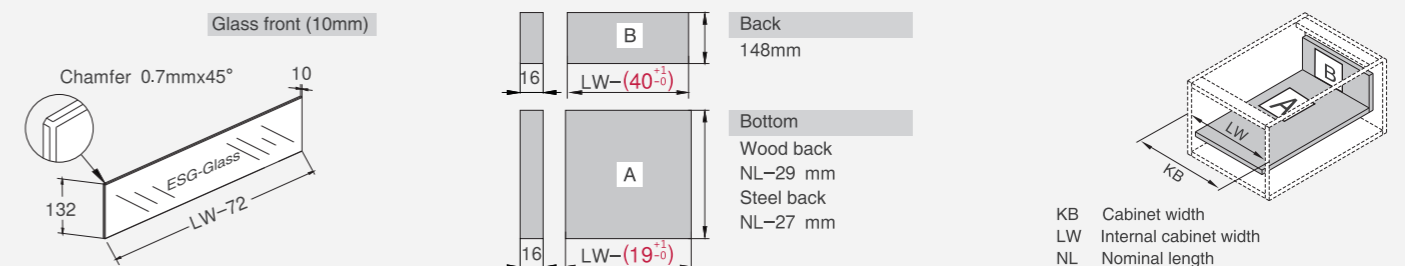 Glass front (10mm)
Chamfer 0.7mmx45°
10
ESG-Glass
132
LW-72
B
16
LW-(40+1-0)
Back
148mm
A
16
LW-(19+1-0)
Bottom
Wood back
NL-29 mm
Steel back
NL-27 mm
B
A
LW
KB
KB Cabinet width
LW Internal cabinet width
NL Nominal length